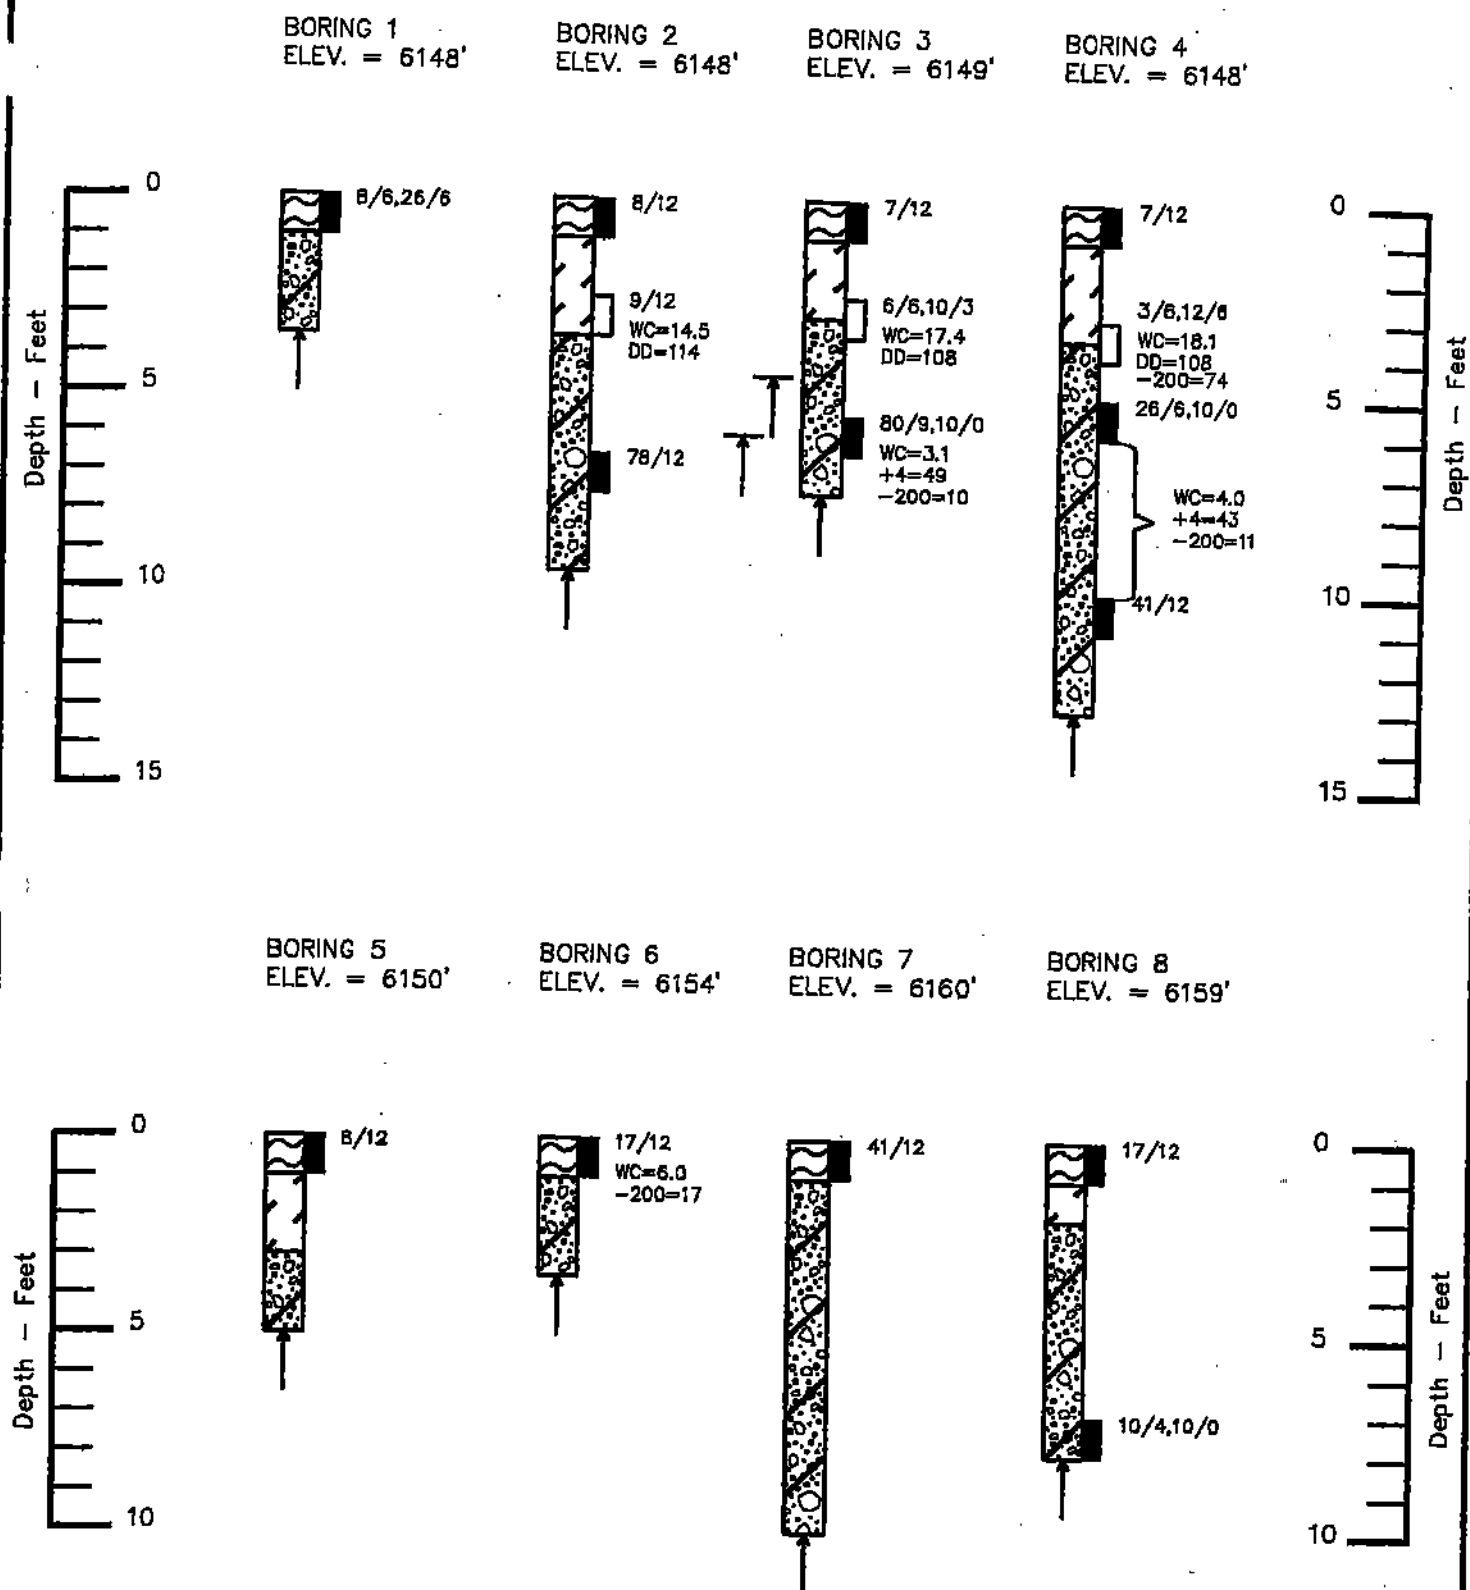 BORING 1
ELEV. = 6148'
BORING 2
ELEV. = 6148'
BORING 3
ELEV. = 6149'
BORING 4
ELEV. = 6148'
0
5
10
15
Depth – Feet
8/6,26/6
8/12
9/12
WC=14.5
DD=114
78/12
7/12
6/6,10/3
WC=17.4
DD=108
80/9,10/0
WC=3.1
+4=49
-200=10
7/12
3/6,12/6
WC=18.1
DD=108
-200=74
26/6,10/0
WC=4.0
+4=43
-200=11
41/12
0
5
10
15
Depth – Feet
BORING 5
ELEV. = 6150'
BORING 6
ELEV. = 6154'
BORING 7
ELEV. = 6160'
BORING 8
ELEV. = 6159'
0
5
10
Depth – Feet
8/12
17/12
WC=6.0
-200=17
41/12
17/12
10/4,10/0
0
5
10
Depth – Feet